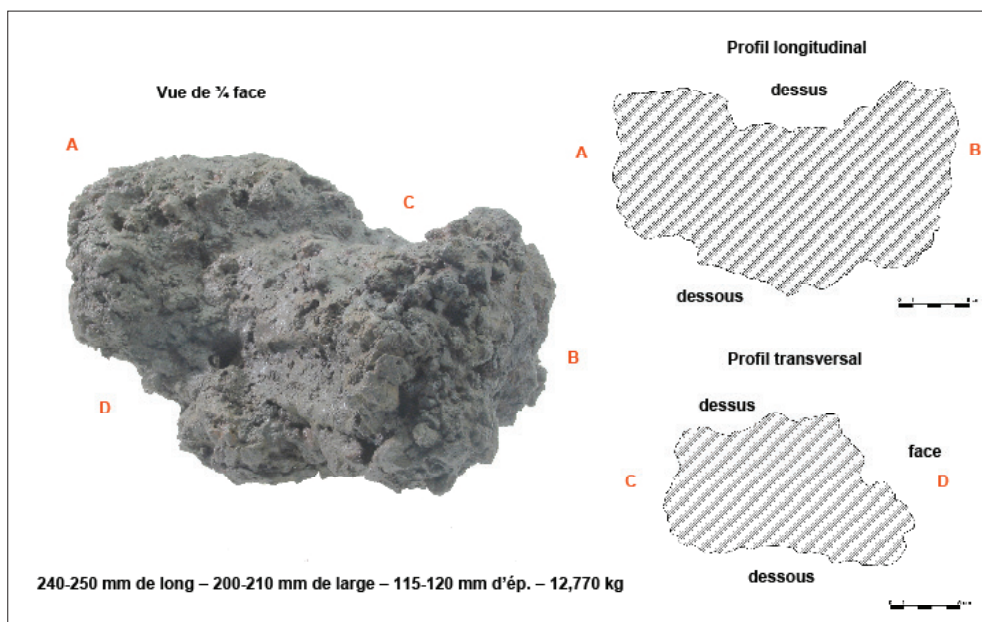 Vue de ¾ face
A
C
B
D
Profil longitudinal
dessus
A
B
dessous
Profil transversal
dessus
face
C
D
dessous
240-250 mm de long – 200-210 mm de large – 115-120 mm d'ép. – 12,770 kg